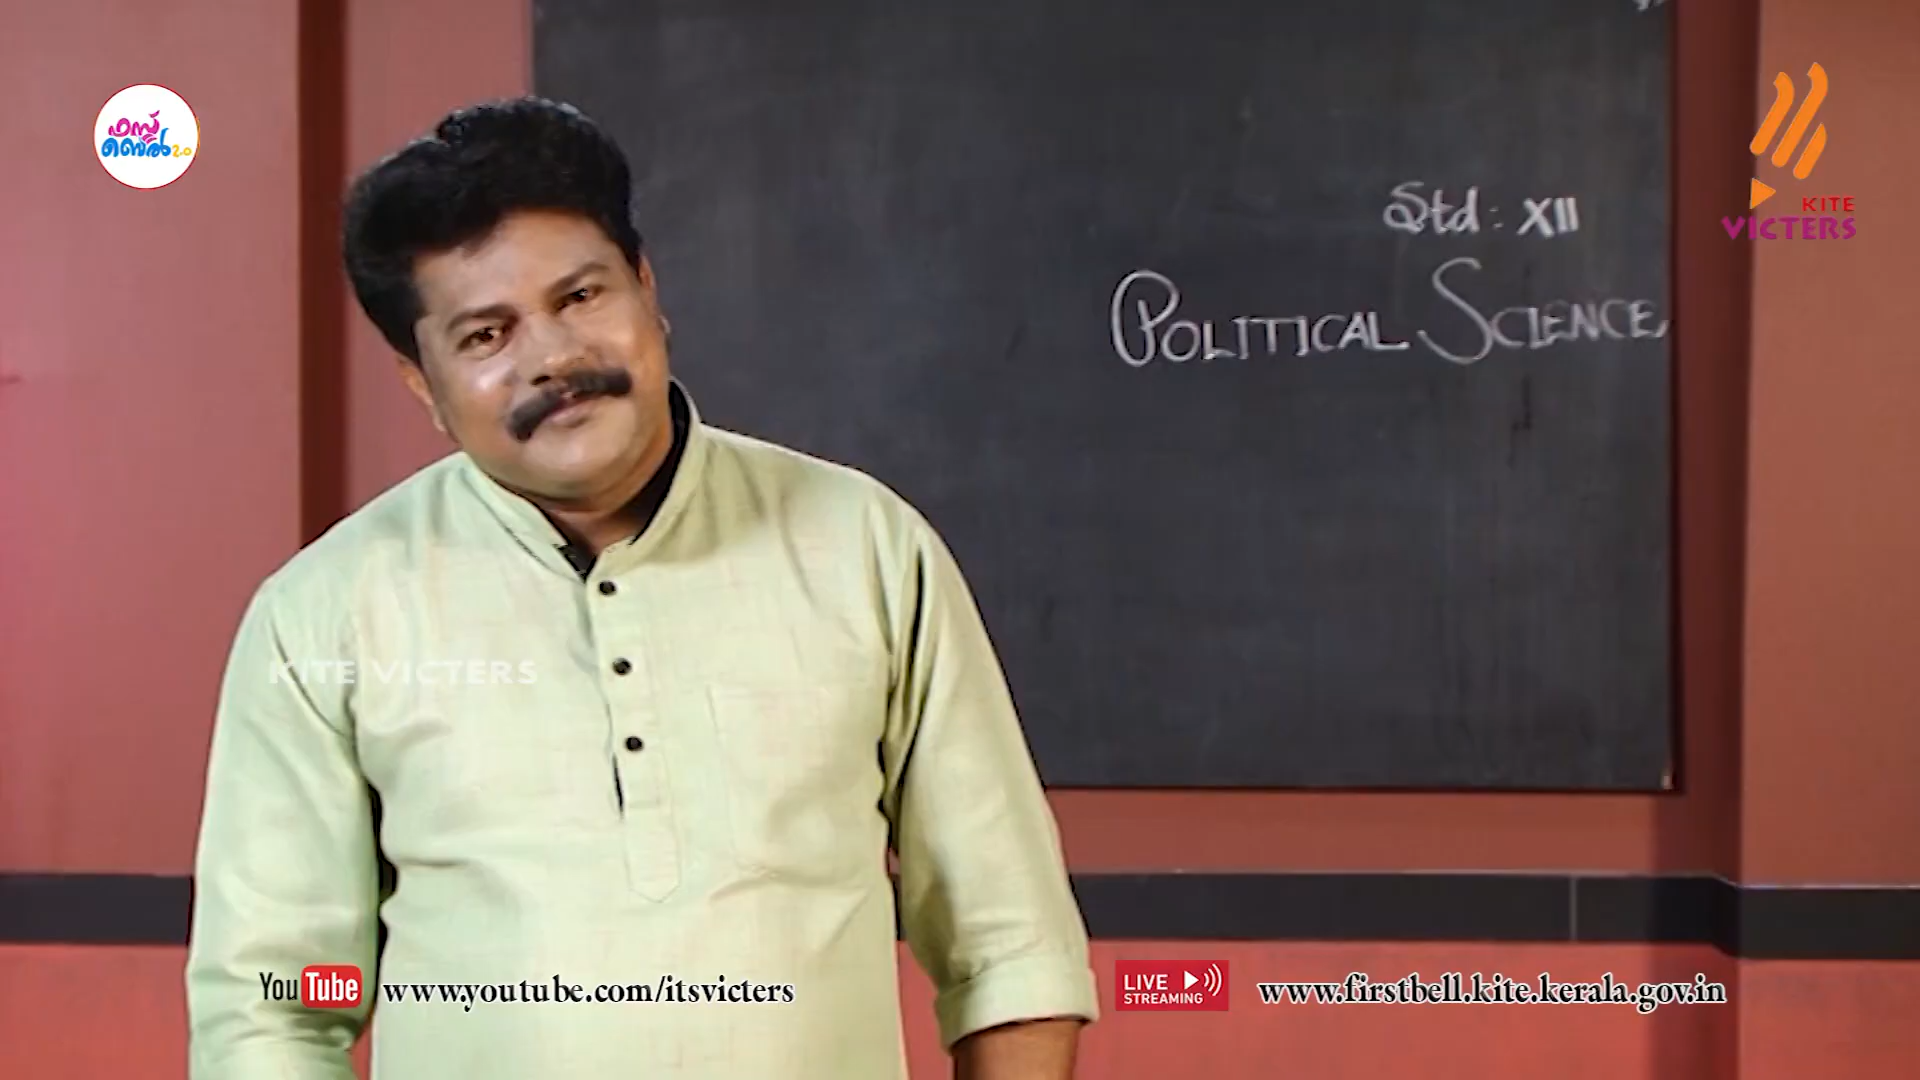 ഫസ്റ്റ്
ബെൽ 2.0
KITE
VICTERS
Std : XII
POLITICAL SCIENCE,
KITE VICTERS
YouTube www.youtube.com/itsvicters
LIVE
STREAMING
www.firstbell.kite.kerala.gov.in